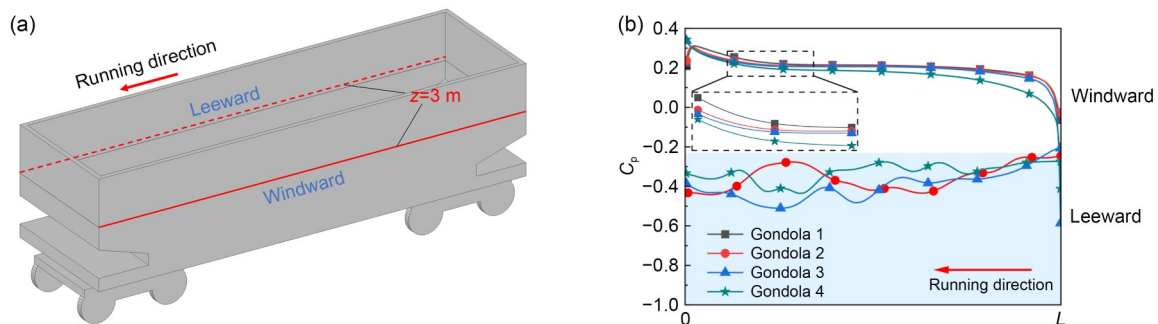 (a)
Running direction
Leeward
z=3 m
Windward
(b)
0.4
0.2
0.0
−0.2
−0.4
−0.6
−0.8
−1.0
Cp
Windward
Leeward
Gondola 1
Gondola 2
Gondola 3
Gondola 4
Running direction
0
L